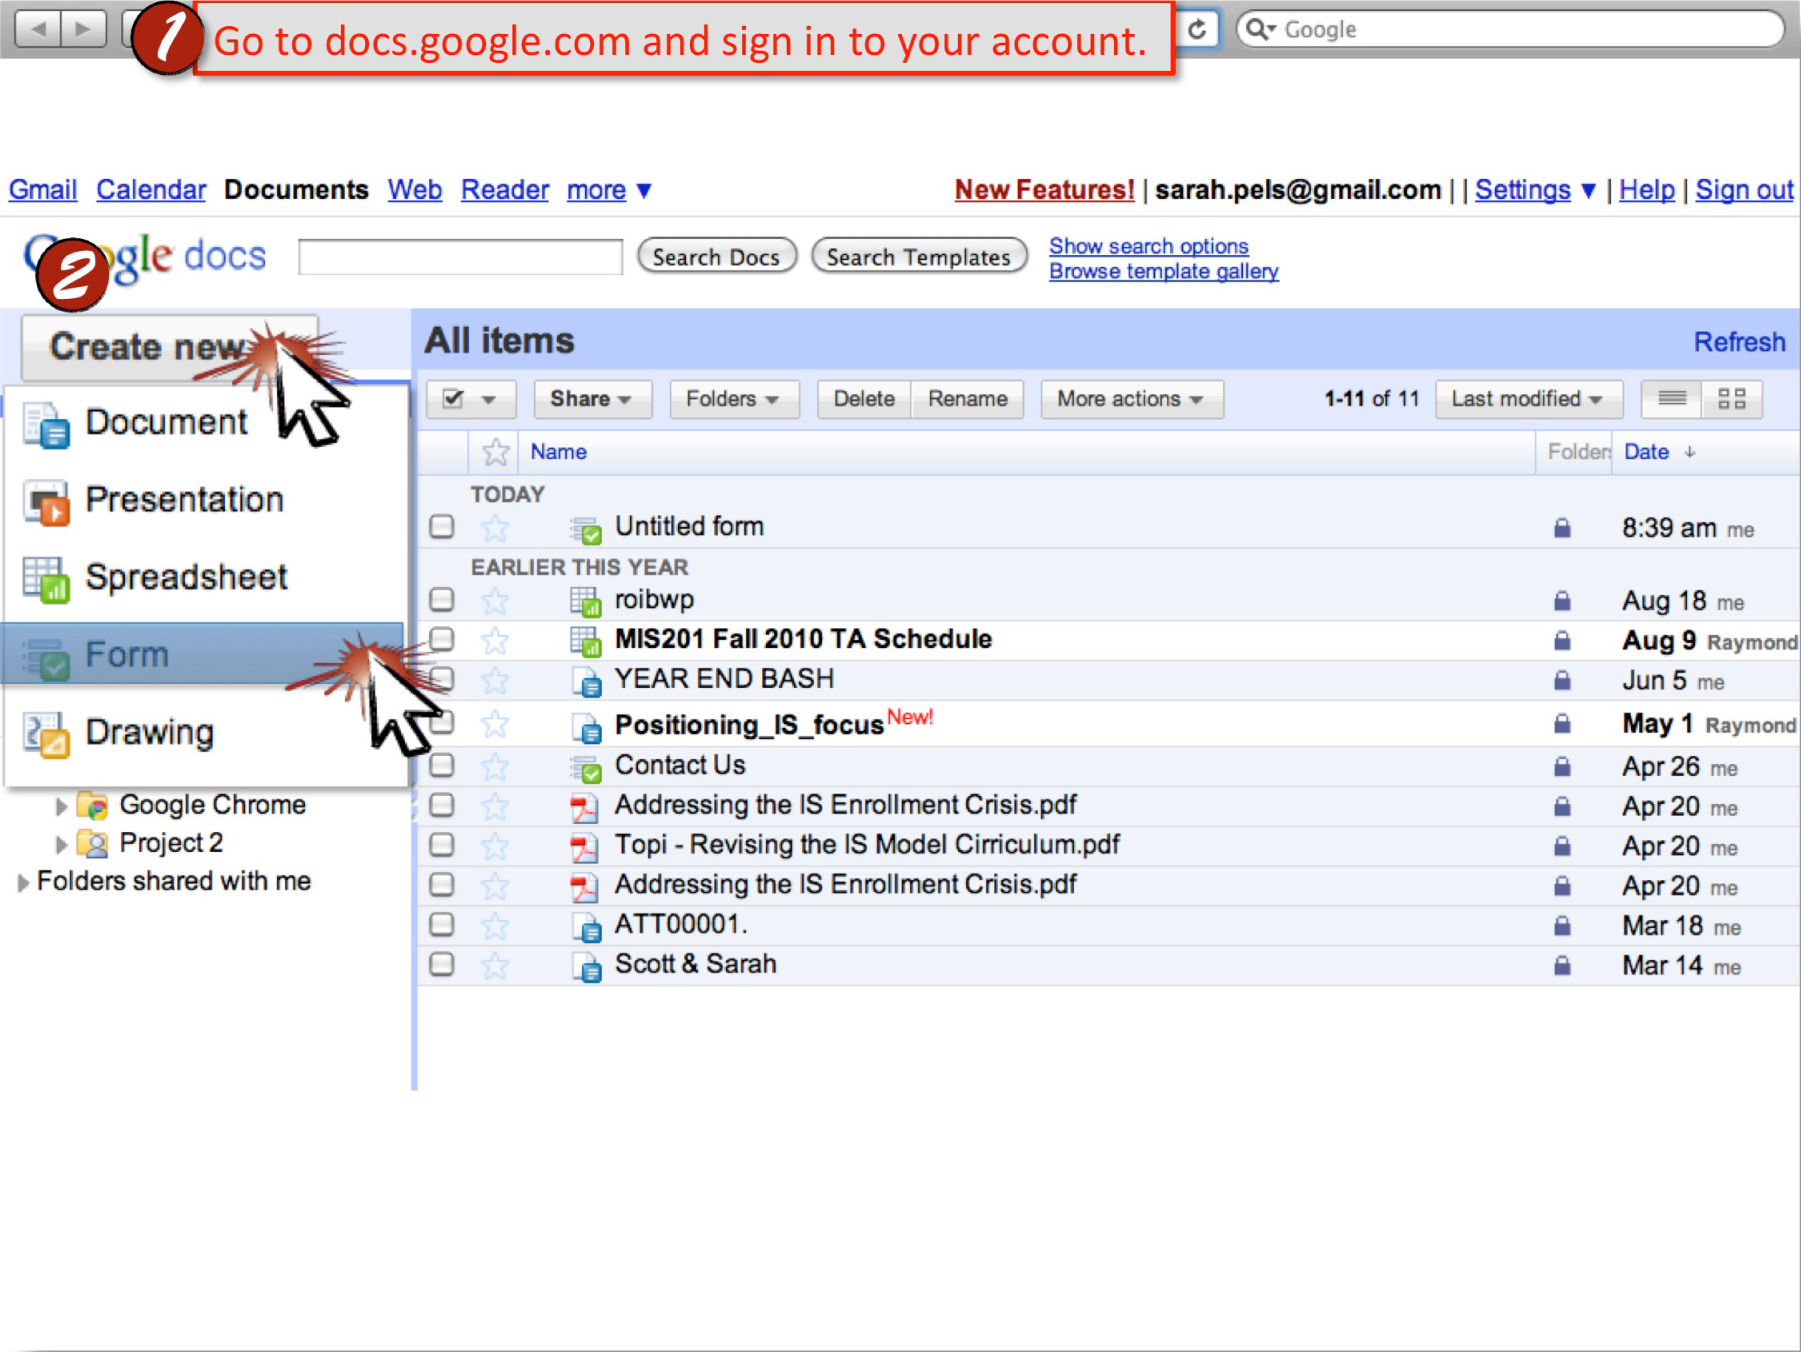 1 Go to docs.google.com and sign in to your account.
Google
Gmail Calendar Documents Web Reader more ▼ New Features! | sarah.pels@gmail.com | | Settings ▼ | Help | Sign out
2
Google docs Search Docs Search Templates Show search options
Browse template gallery
Create new All items Refresh
Share Folders Delete Rename More actions 1-11 of 11 Last modified
Document
Presentation
Spreadsheet
Form
Drawing
Google Chrome
Project 2
Folders shared with me
Name Folders Date ↓
TODAY
Untitled form 8:39 am me
EARLIER THIS YEAR
roibwp Aug 18 me
MIS201 Fall 2010 TA Schedule Aug 9 Raymond
YEAR END BASH Jun 5 me
Positioning_IS_focus New! May 1 Raymond
Contact Us Apr 26 me
Addressing the IS Enrollment Crisis.pdf Apr 20 me
Topi - Revising the IS Model Cirriculum.pdf Apr 20 me
Addressing the IS Enrollment Crisis.pdf Apr 20 me
ATT00001. Mar 18 me
Scott & Sarah Mar 14 me